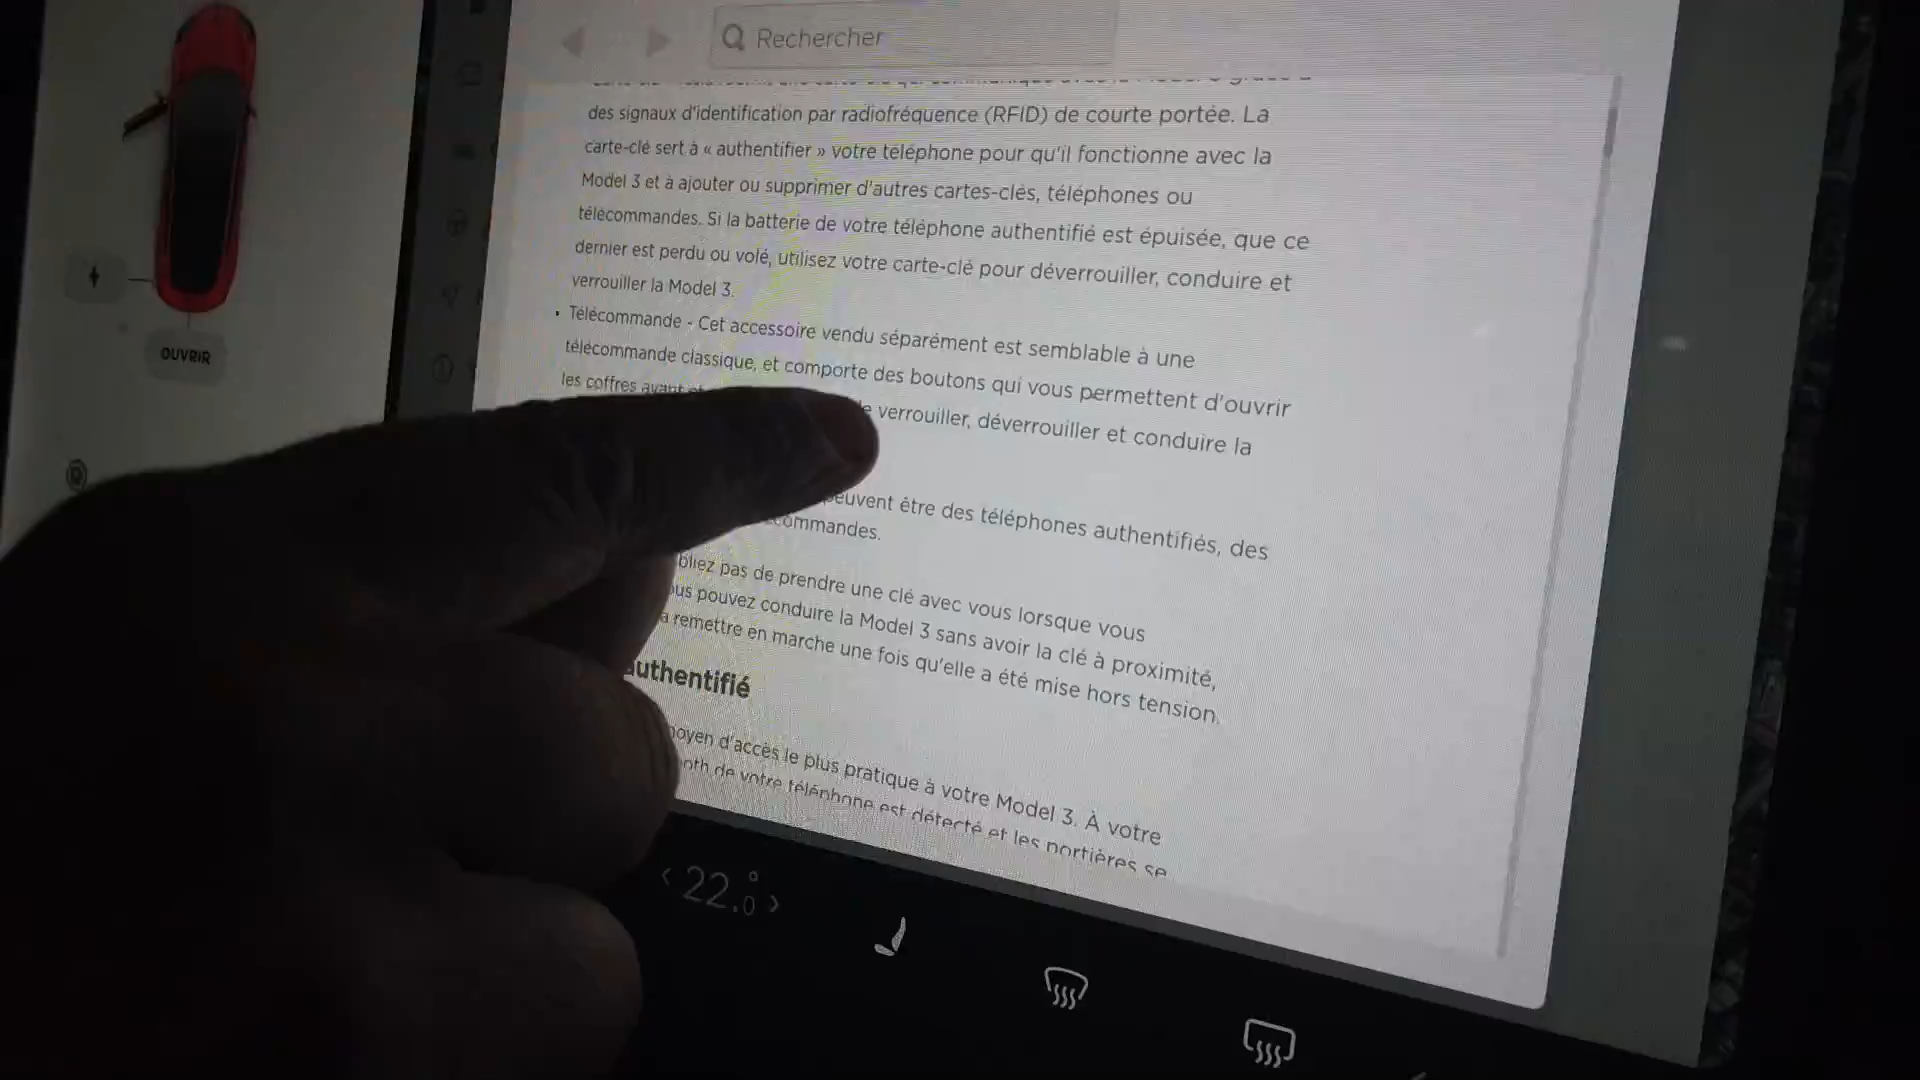 Rechercher
des signaux d'identification par radiofréquence (RFID) de courte portée. La
carte-clé sert à « authentifier » votre téléphone pour qu'il fonctionne avec la
Model 3 et à ajouter ou supprimer d'autres cartes-clés, téléphones ou
télécommandes. Si la batterie de votre téléphone authentifié est épuisée, que ce
dernier est perdu ou volé, utilisez votre carte-clé pour déverrouiller, conduire et
verrouiller la Model 3.
• Télécommande - Cet accessoire vendu séparément est semblable à une
télécommande classique, et comporte des boutons qui vous permettent d'ouvrir
les coffres avant verrouiller, déverrouiller et conduire la
peuvent être des téléphones authentifiés, des
commandes.
bliez pas de prendre une clé avec vous lorsque vous
ous pouvez conduire la Model 3 sans avoir la clé à proximité,
a remettre en marche une fois qu'elle a été mise hors tension.
authentifié
moyen d'accès le plus pratique à votre Model 3. À votre
oth de votre téléphone est détecté et les portières se
OUVRIR
22.0°